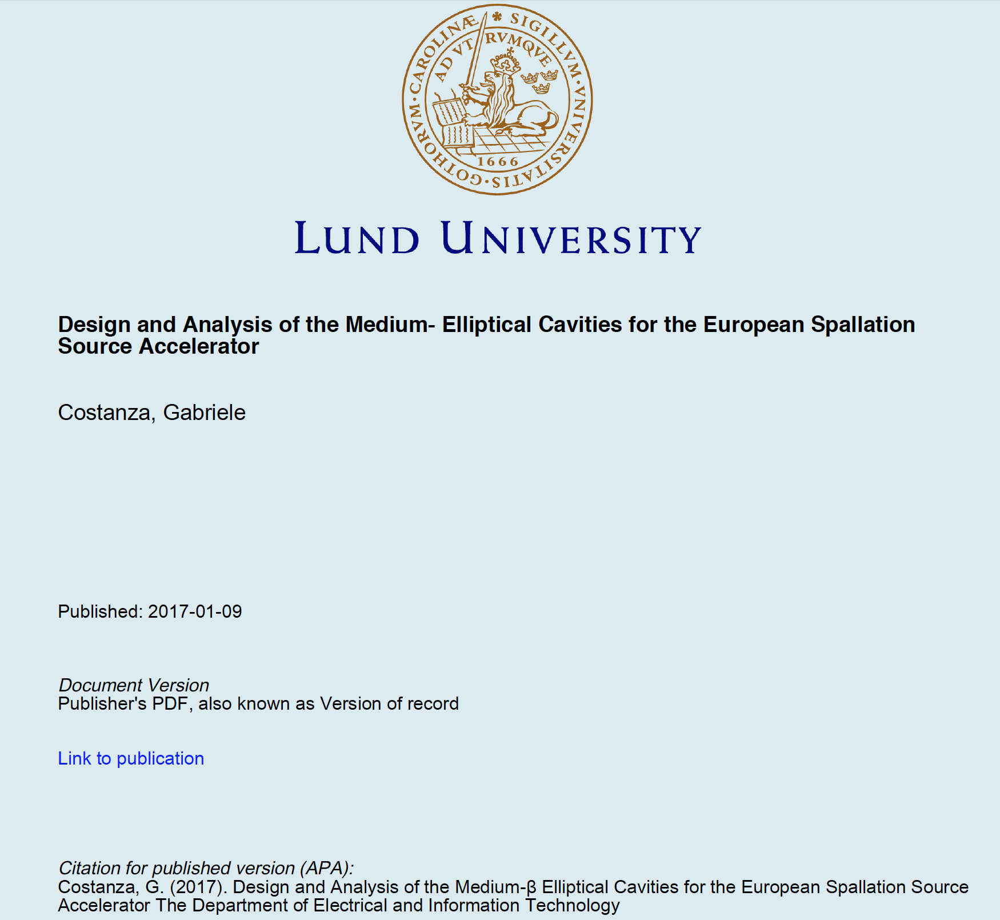 SIGILLVM·VNIVERSITATIS·GOTHORVM·CAROLINÆ *
AD VTRVMQVE
1666
LUND UNIVERSITY
Design and Analysis of the Medium- Elliptical Cavities for the European Spallation
Source Accelerator
Costanza, Gabriele
Published: 2017-01-09
Document Version
Publisher's PDF, also known as Version of record
Link to publication
Citation for published version (APA):
Costanza, G. (2017). Design and Analysis of the Medium-β Elliptical Cavities for the European Spallation Source
Accelerator The Department of Electrical and Information Technology